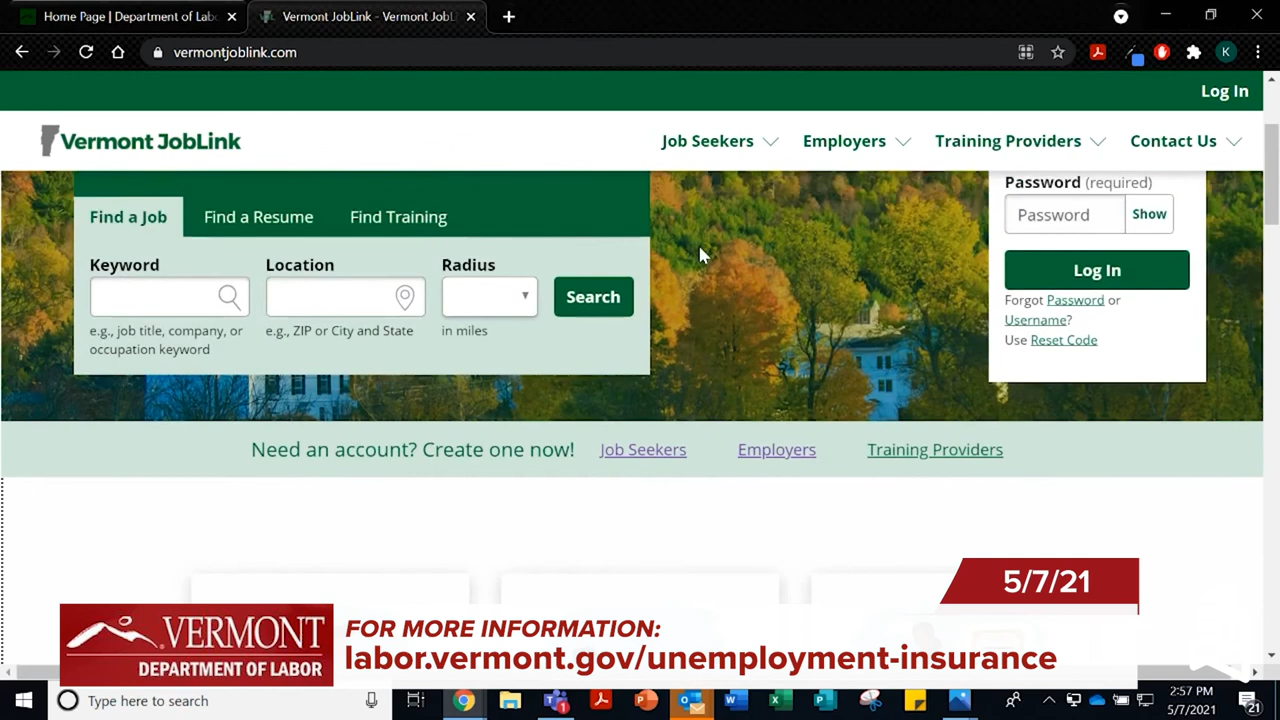 Home Page | Department of Lab
Vermont JobLink - Vermont JobL
vermontjoblink.com
K
Log In
Vermont JobLink
Job Seekers
Employers
Training Providers
Contact Us
Find a Job
Find a Resume
Find Training
Keyword
Location
Radius
Search
e.g., job title, company, or
occupation keyword
e.g., ZIP or City and State
in miles
Password (required)
Password
Show
Log In
Forgot Password or
Username?
Use Reset Code
Need an account? Create one now!
Job Seekers
Employers
Training Providers
5/7/21
VERMONT
DEPARTMENT OF LABOR
FOR MORE INFORMATION:
labor.vermont.gov/unemployment-insurance
Type here to search
2:57 PM
5/7/2021
21